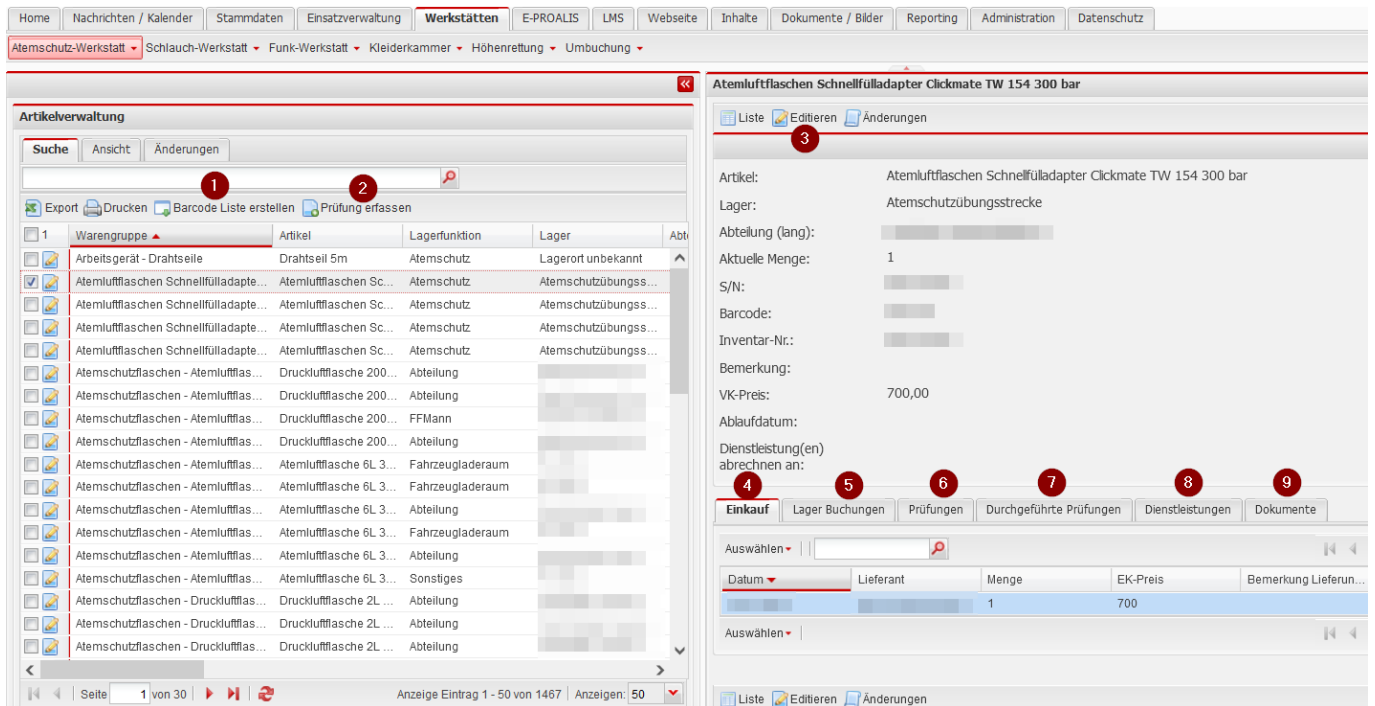 Home Nachrichten / Kalender Stammdaten Einsatzverwaltung Werkstätten E-PROALIS LMS Webseite Inhalte Dokumente / Bilder Reporting Administration Datenschutz
Atemschutz-Werkstatt Schlauch-Werkstatt Funk-Werkstatt Kleiderkammer Höhenrettung Umbuchung
Artikelverwaltung
Suche Ansicht Änderungen
1 2
Export Drucken Barcode Liste erstellen Prüfung erfassen
1 Warengruppe Artikel Lagerfunktion Lager Abt
Arbeitsgerät - Drahtseile Drahtseil 5m Atemschutz Lagerort unbekannt
Atemluftflaschen Schnellfülladapte... Atemluftflaschen Sc... Atemschutz Atemschutzübungss...
Atemluftflaschen Schnellfülladapte... Atemluftflaschen Sc... Atemschutz Atemschutzübungss...
Atemluftflaschen Schnellfülladapte... Atemluftflaschen Sc... Atemschutz Atemschutzübungss...
Atemluftflaschen Schnellfülladapte... Atemluftflaschen Sc... Atemschutz Atemschutzübungss...
Atemschutzflaschen - Atemluftflas... Druckluftflasche 200... Abteilung
Atemschutzflaschen - Atemluftflas... Druckluftflasche 200... Abteilung
Atemschutzflaschen - Atemluftflas... Druckluftflasche 200... FFMann
Atemschutzflaschen - Atemluftflas... Druckluftflasche 200... Abteilung
Atemschutzflaschen - Atemluftflas... Atemluftflasche 6L 3... Fahrzeugladeraum
Atemschutzflaschen - Atemluftflas... Atemluftflasche 6L 3... Fahrzeugladeraum
Atemschutzflaschen - Atemluftflas... Atemluftflasche 6L 3... Abteilung
Atemschutzflaschen - Atemluftflas... Atemluftflasche 6L 3... Fahrzeugladeraum
Atemschutzflaschen - Atemluftflas... Atemluftflasche 6L 3... Abteilung
Atemschutzflaschen - Atemluftflas... Atemluftflasche 6L 3... Sonstiges
Atemschutzflaschen - Druckluftflas... Druckluftflasche 2L ... Abteilung
Atemschutzflaschen - Druckluftflas... Druckluftflasche 2L ... Abteilung
Atemschutzflaschen - Druckluftflas... Druckluftflasche 2L ... Abteilung
Seite 1 von 30 Anzeige Eintrag 1 - 50 von 1467 Anzeigen: 50
Atemluftflaschen Schnellfülladapter Clickmate TW 154 300 bar
Liste Editieren Änderungen
3
Artikel: Atemluftflaschen Schnellfülladapter Clickmate TW 154 300 bar
Lager: Atemschutzübungsstrecke
Abteilung (lang):
Aktuelle Menge: 1
S/N:
Barcode:
Inventar-Nr.:
Bemerkung:
VK-Preis: 700,00
Ablaufdatum:
Dienstleistung(en)
abrechnen an:
4 5 6 7 8 9
Einkauf Lager Buchungen Prüfungen Durchgeführte Prüfungen Dienstleistungen Dokumente
Auswählen
Datum Lieferant Menge EK-Preis Bemerkung Lieferun...
1 700
Auswählen
Liste Editieren Änderungen